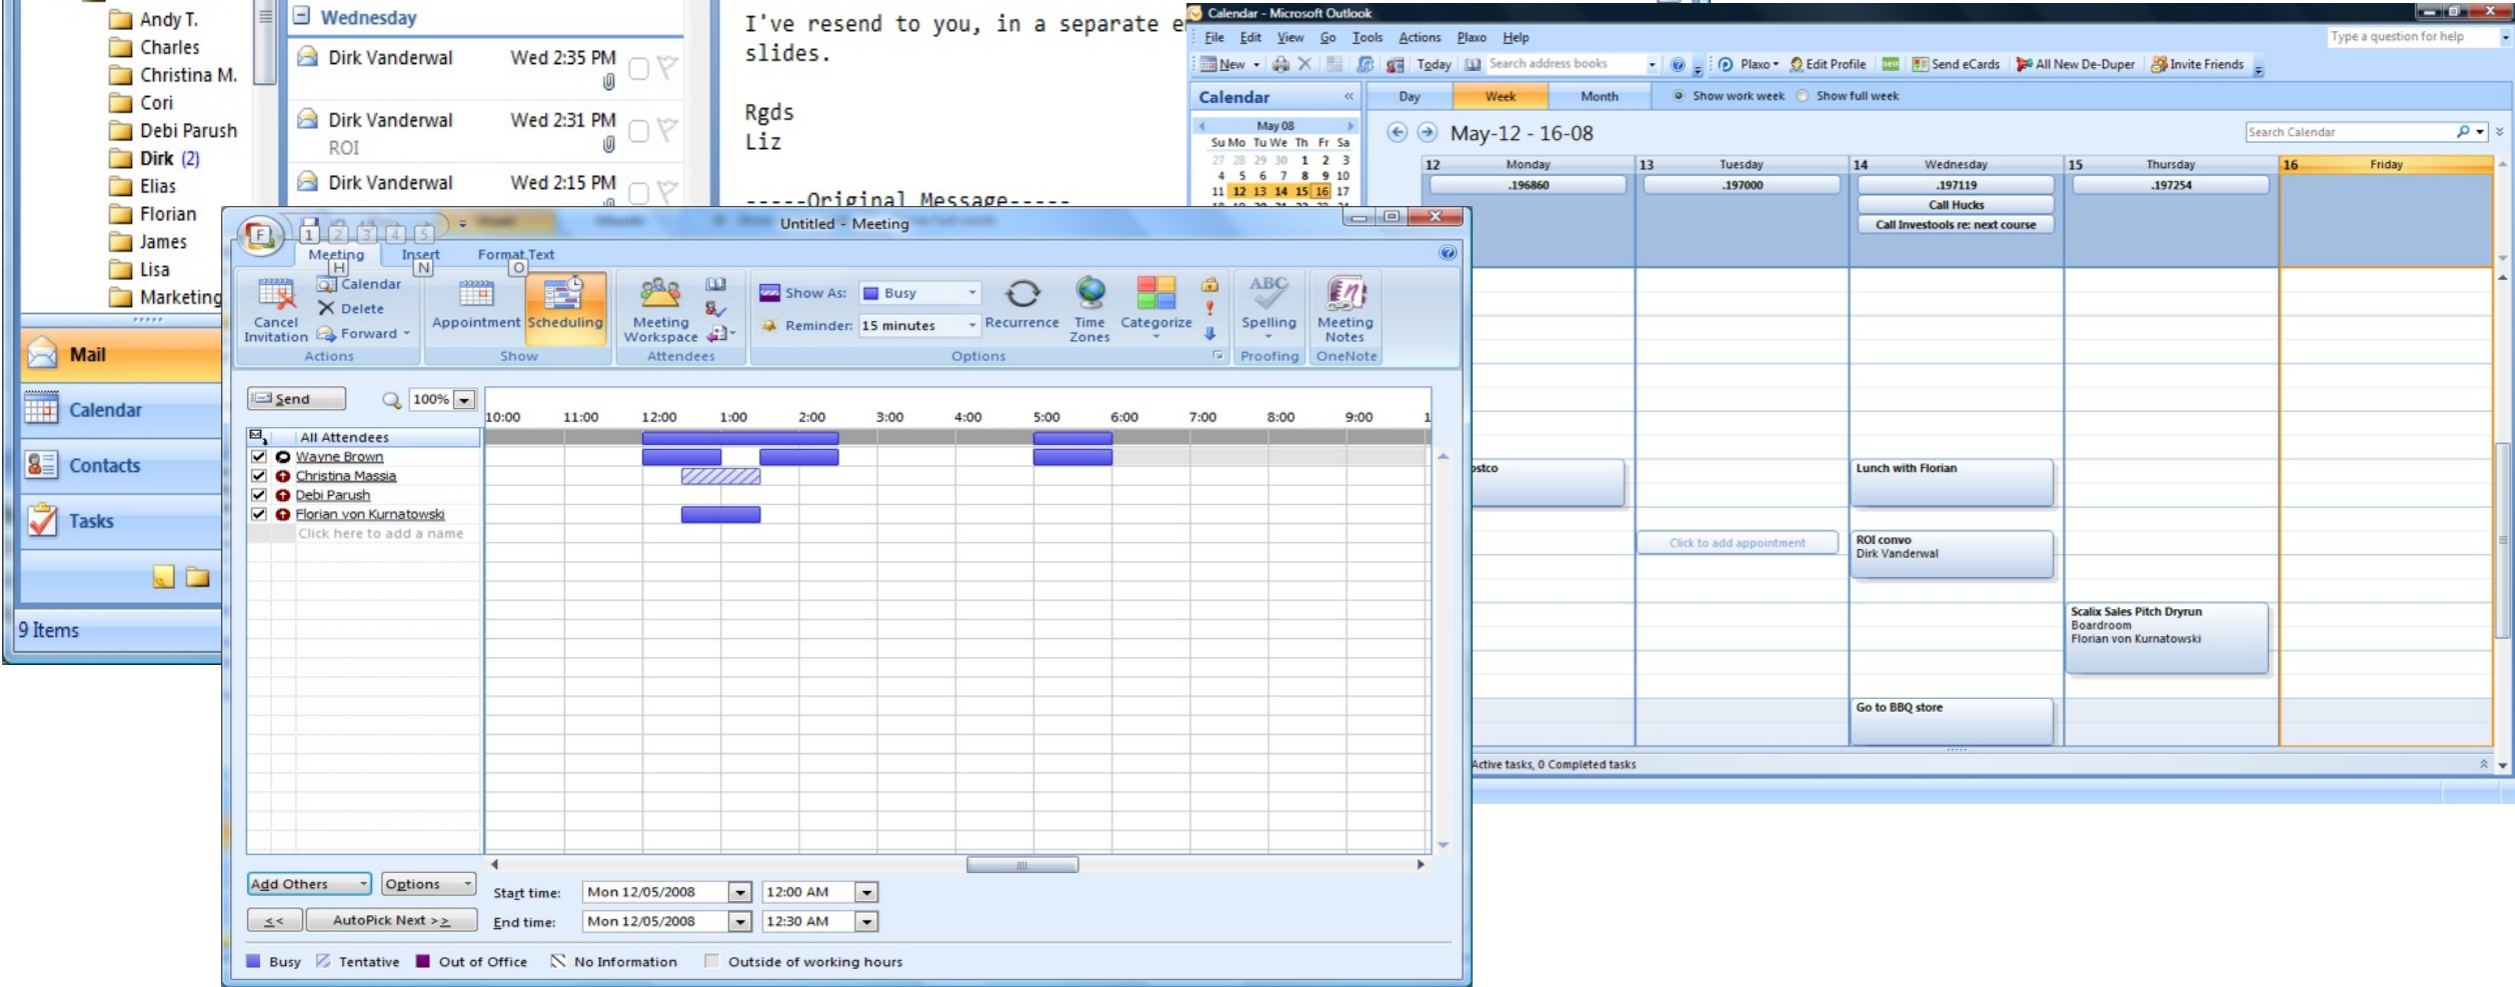 Andy T.
Charles
Christina M.
Cori
Debi Parush
Dirk (2)
Elias
Florian
James
Lisa
Marketing
Mail
Calendar
Contacts
Tasks
9 Items
Wednesday
Dirk Vanderwal Wed 2:35 PM
Dirk Vanderwal Wed 2:31 PM
ROI
Dirk Vanderwal Wed 2:15 PM
I've resend to you, in a separate e
slides.
Rgds
Liz
-----Original Message-----
Calendar - Microsoft Outlook
File Edit View Go Tools Actions Plaxo Help
Type a question for help
New Today Search address books Plaxo Edit Profile Send eCards All New De-Duper Invite Friends
Calendar « Day Week Month Show work week Show full week
May 08
Su Mo Tu We Th Fr Sa
27 28 29 30 1 2 3
4 5 6 7 8 9 10
11 12 13 14 15 16 17
May-12 - 16-08
Search Calendar
12 Monday 13 Tuesday 14 Wednesday 15 Thursday 16 Friday
.196860 .197000 .197119 .197254
Call Hucks
Call Investools re: next course
ostco
Lunch with Florian
Click to add appointment
ROI convo
Dirk Vanderwal
Scalix Sales Pitch Dryrun
Boardroom
Florian von Kurnatowski
Go to BBQ store
Active tasks, 0 Completed tasks
Untitled - Meeting
F 1 2 3 4 5
Meeting Insert Format Text
H N O
Cancel Invitation
Calendar
Delete
Forward
Actions
Appointment Scheduling
Show
Meeting Workspace
Attendees
Show As: Busy
Reminder: 15 minutes
Recurrence Time Zones Categorize
Options
ABC
Spelling
Proofing
Meeting Notes
OneNote
Send 100%
10:00 11:00 12:00 1:00 2:00 3:00 4:00 5:00 6:00 7:00 8:00 9:00 1
All Attendees
Wayne Brown
Christina Massia
Debi Parush
Florian von Kurnatowski
Click here to add a name
Add Others Options
<< AutoPick Next >>
Start time: Mon 12/05/2008 12:00 AM
End time: Mon 12/05/2008 12:30 AM
Busy Tentative Out of Office No Information Outside of working hours